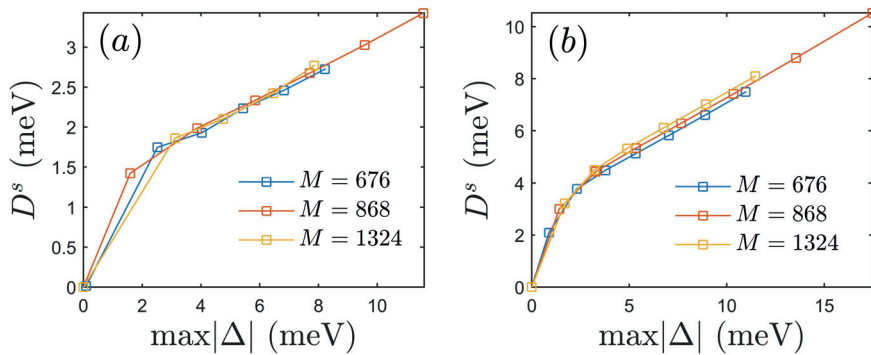 (a)
3
2.5
2
1.5
1
0.5
0
0 2 4 6 8 10
D^s (meV)
max|Δ| (meV)
M = 676
M = 868
M = 1324
(b)
10
8
6
4
2
0
0 5 10 15
D^s (meV)
max|Δ| (meV)
M = 676
M = 868
M = 1324